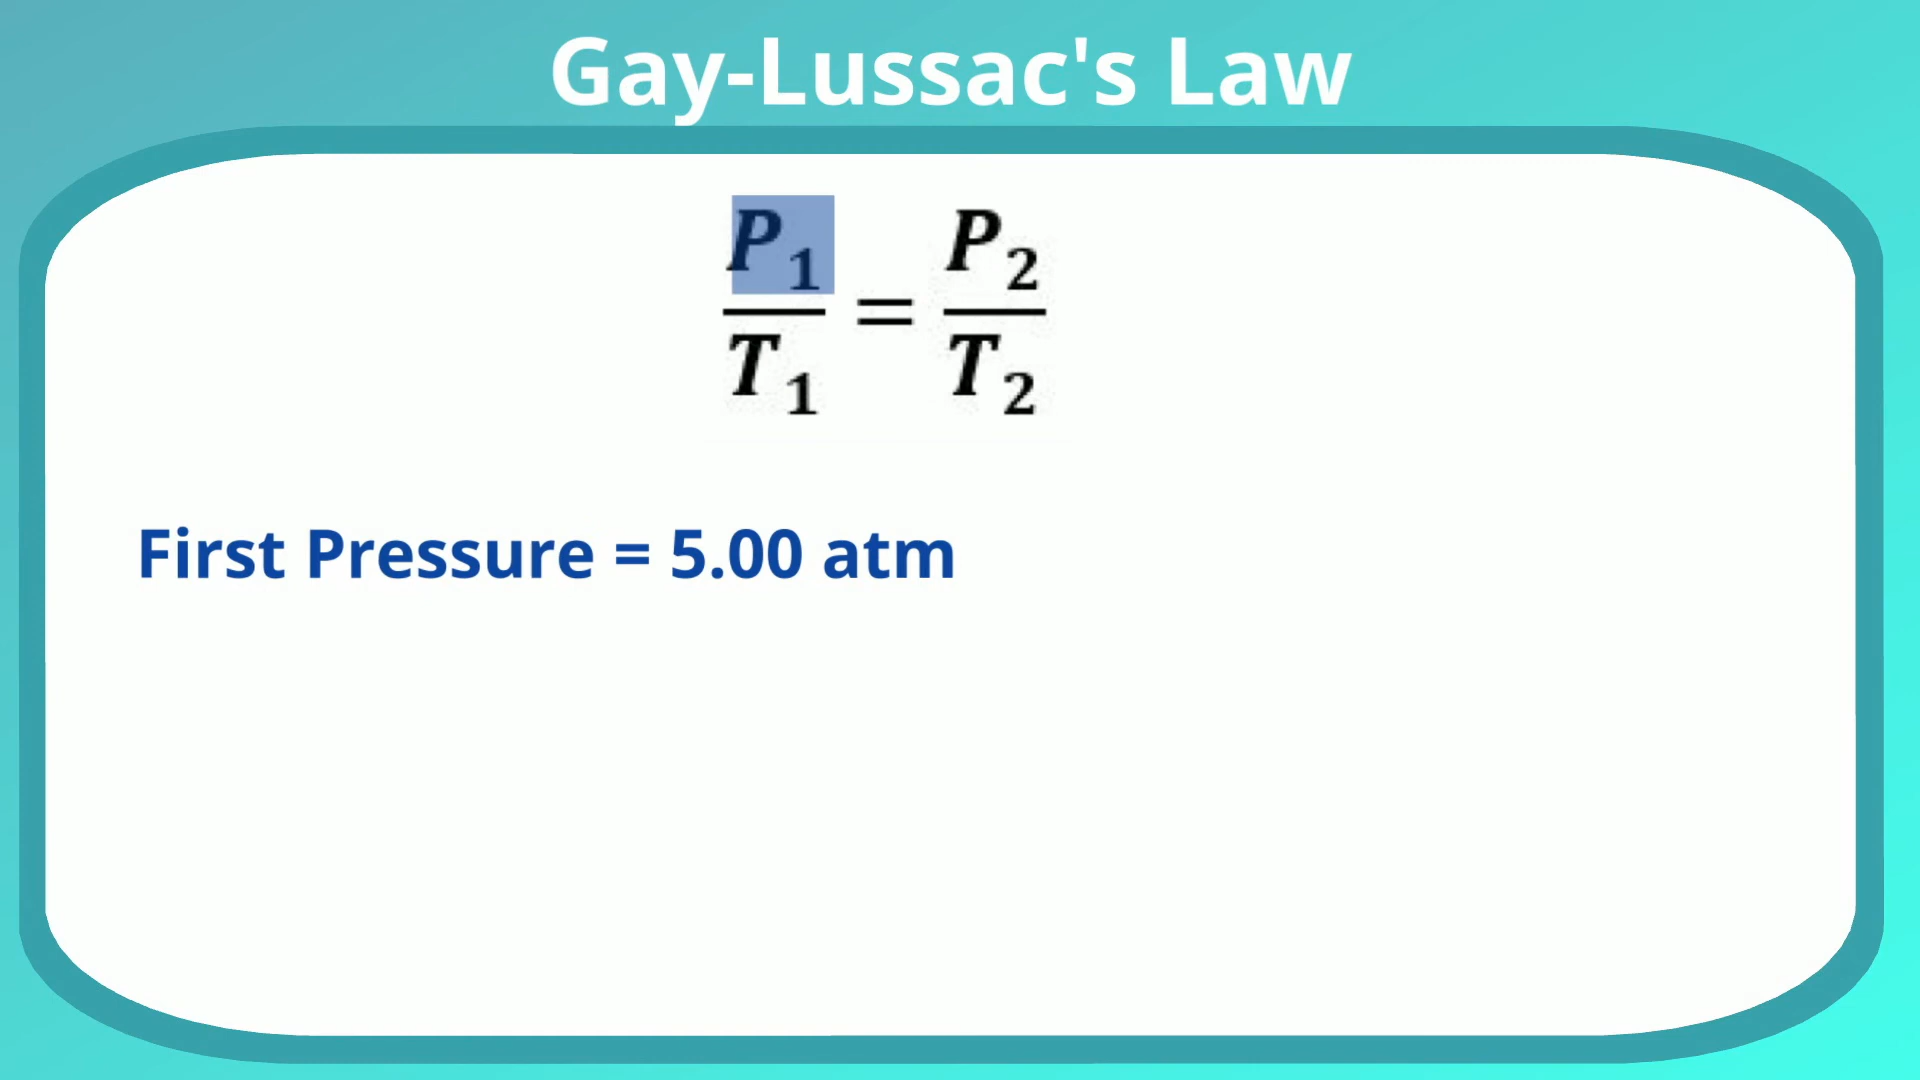 Gay-Lussac's Law
P₁/T₁ = P₂/T₂
First Pressure = 5.00 atm